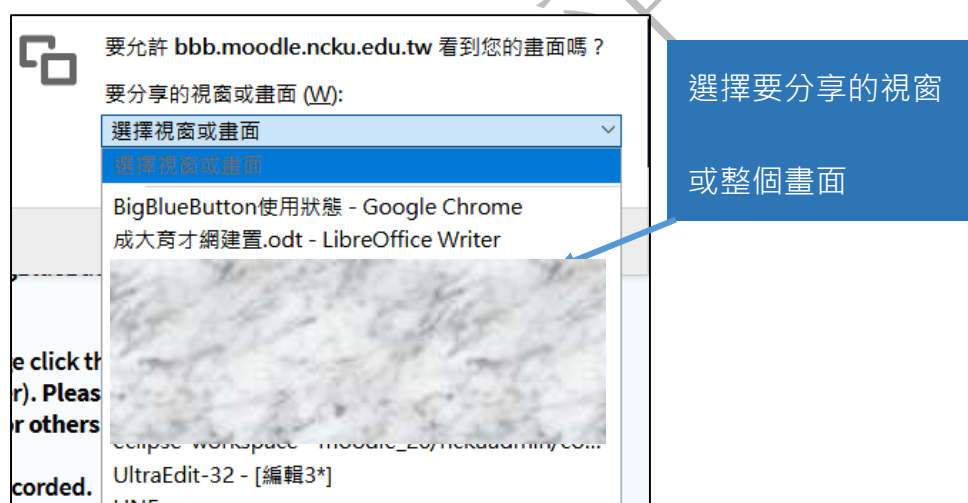 要允許 bbb.moodle.ncku.edu.tw 看到您的畫面嗎？
要分享的視窗或畫面 (W):
選擇視窗或畫面
選擇視窗或畫面
BigBlueButton使用狀態 - Google Chrome
成大育才網建置.odt - LibreOffice Writer
UltraEdit-32 - [編輯3*]
選擇要分享的視窗
或整個畫面
e click th
r). Pleas
r others
corded.